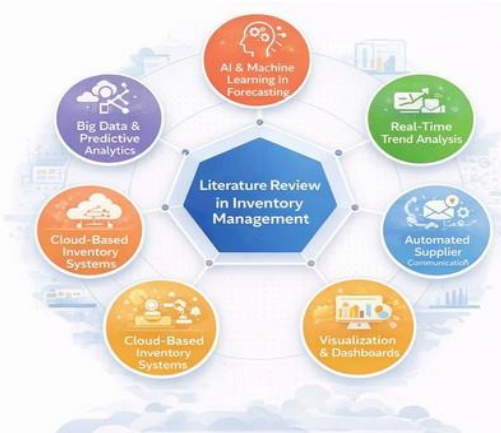 AI & Machine
Learning in
Forecasting
Big Data &
Predictive
Analytics
Real-Time
Trend Analysis
Literature Review
in Inventory
Management
Cloud-Based
Inventory
Systems
Automated
Supplier
Communication
Cloud-Based
Inventory
Systems
Visualization
& Dashboards